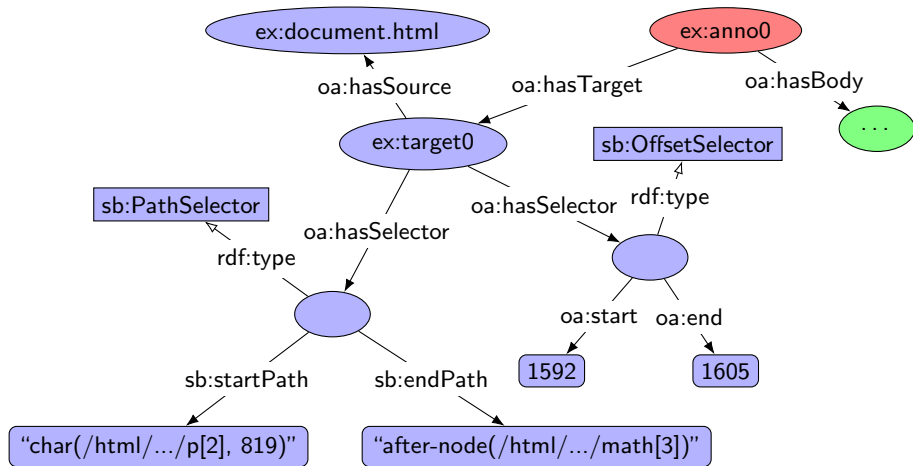 ex:document.html
ex:anno0
oa:hasSource
oa:hasTarget
oa:hasBody
ex:target0
...
sb:OffsetSelector
sb:PathSelector
oa:hasSelector
oa:hasSelector
rdf:type
rdf:type
oa:start
oa:end
sb:startPath
sb:endPath
1592
1605
“char(/html/.../p[2], 819)”
“after-node(/html/.../math[3])”